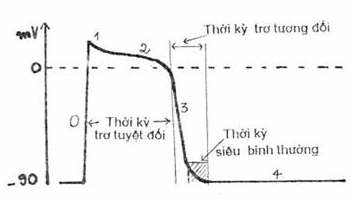 mV
1
2
Thời kỳ trơ tương đối
0
0
Thời kỳ
trơ tuyệt đối
3
Thời kỳ
siêu bình thường
-90
4